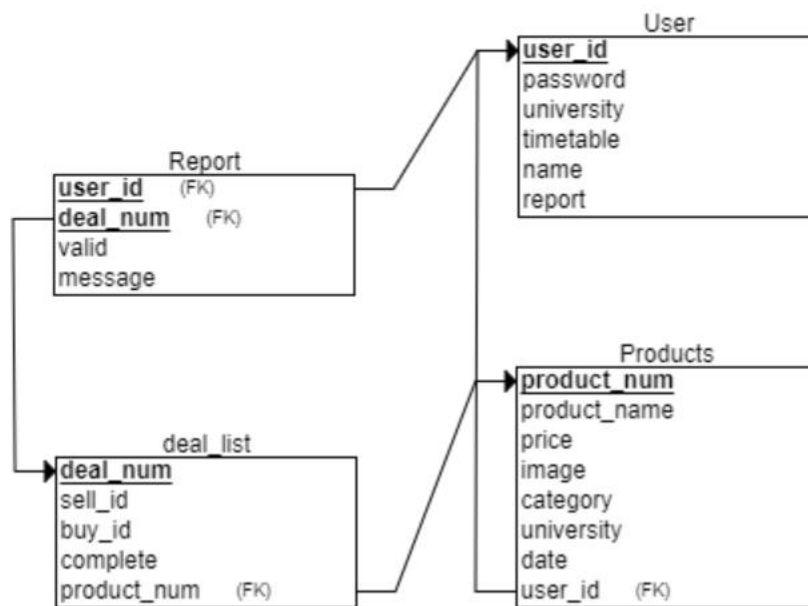 User
user_id
password
university
timetable
name
report
Report
user_id (FK)
deal_num (FK)
valid
message
Products
product_num
product_name
price
image
category
university
date
user_id (FK)
deal_list
deal_num
sell_id
buy_id
complete
product_num (FK)